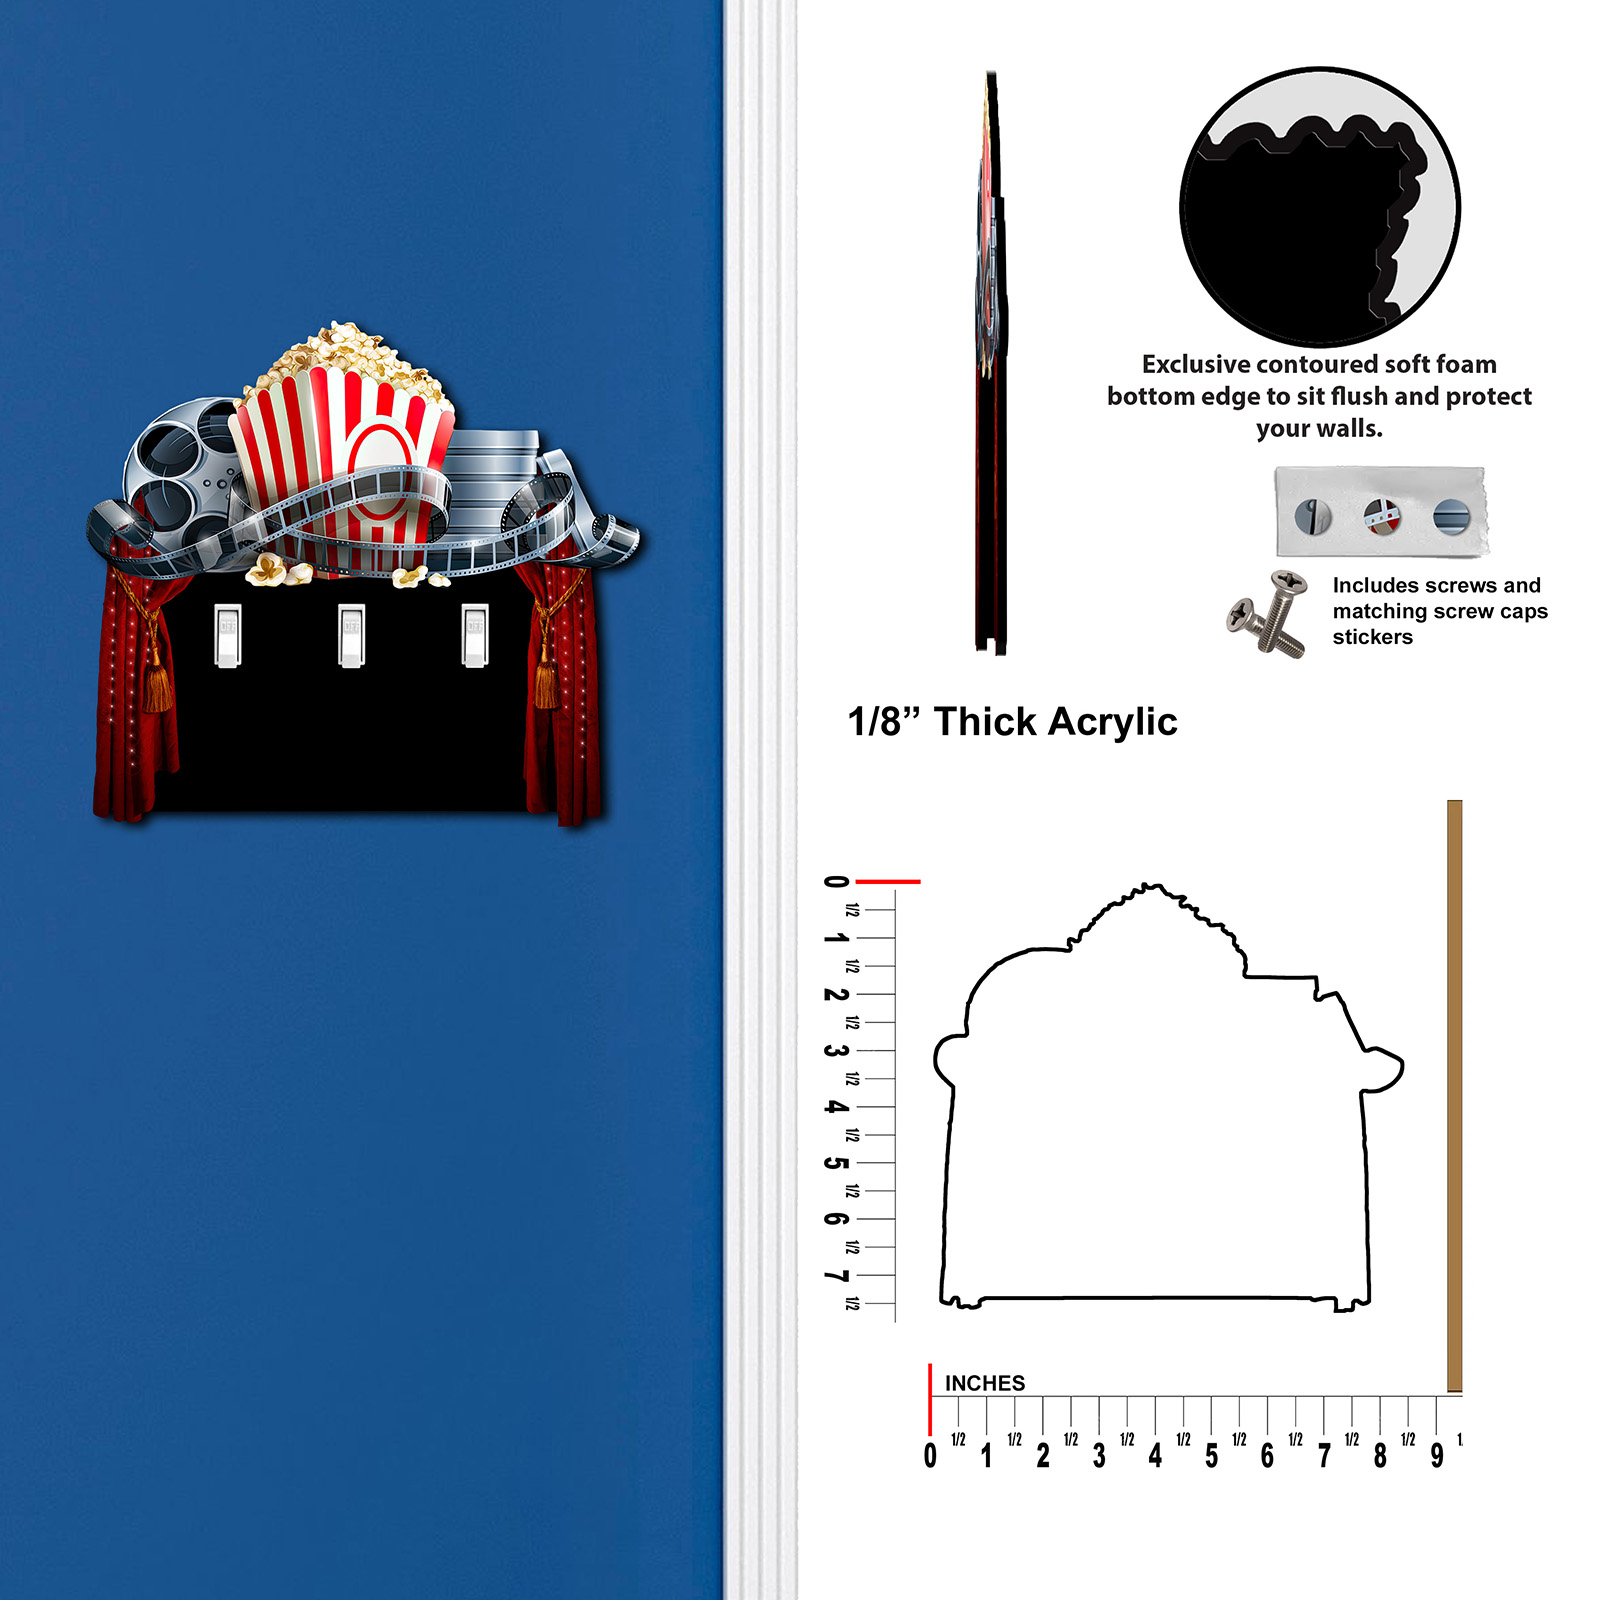 OFF
OFF
OFF
Exclusive contoured soft foam
bottom edge to sit flush and protect
your walls.
Includes screws and
matching screw caps
stickers
1/8” Thick Acrylic
0
1/2
1
1/2
2
1/2
3
1/2
4
1/2
5
1/2
6
1/2
7
1/2
INCHES
0 1/2 1 1/2 2 1/2 3 1/2 4 1/2 5 1/2 6 1/2 7 1/2 8 1/2 9